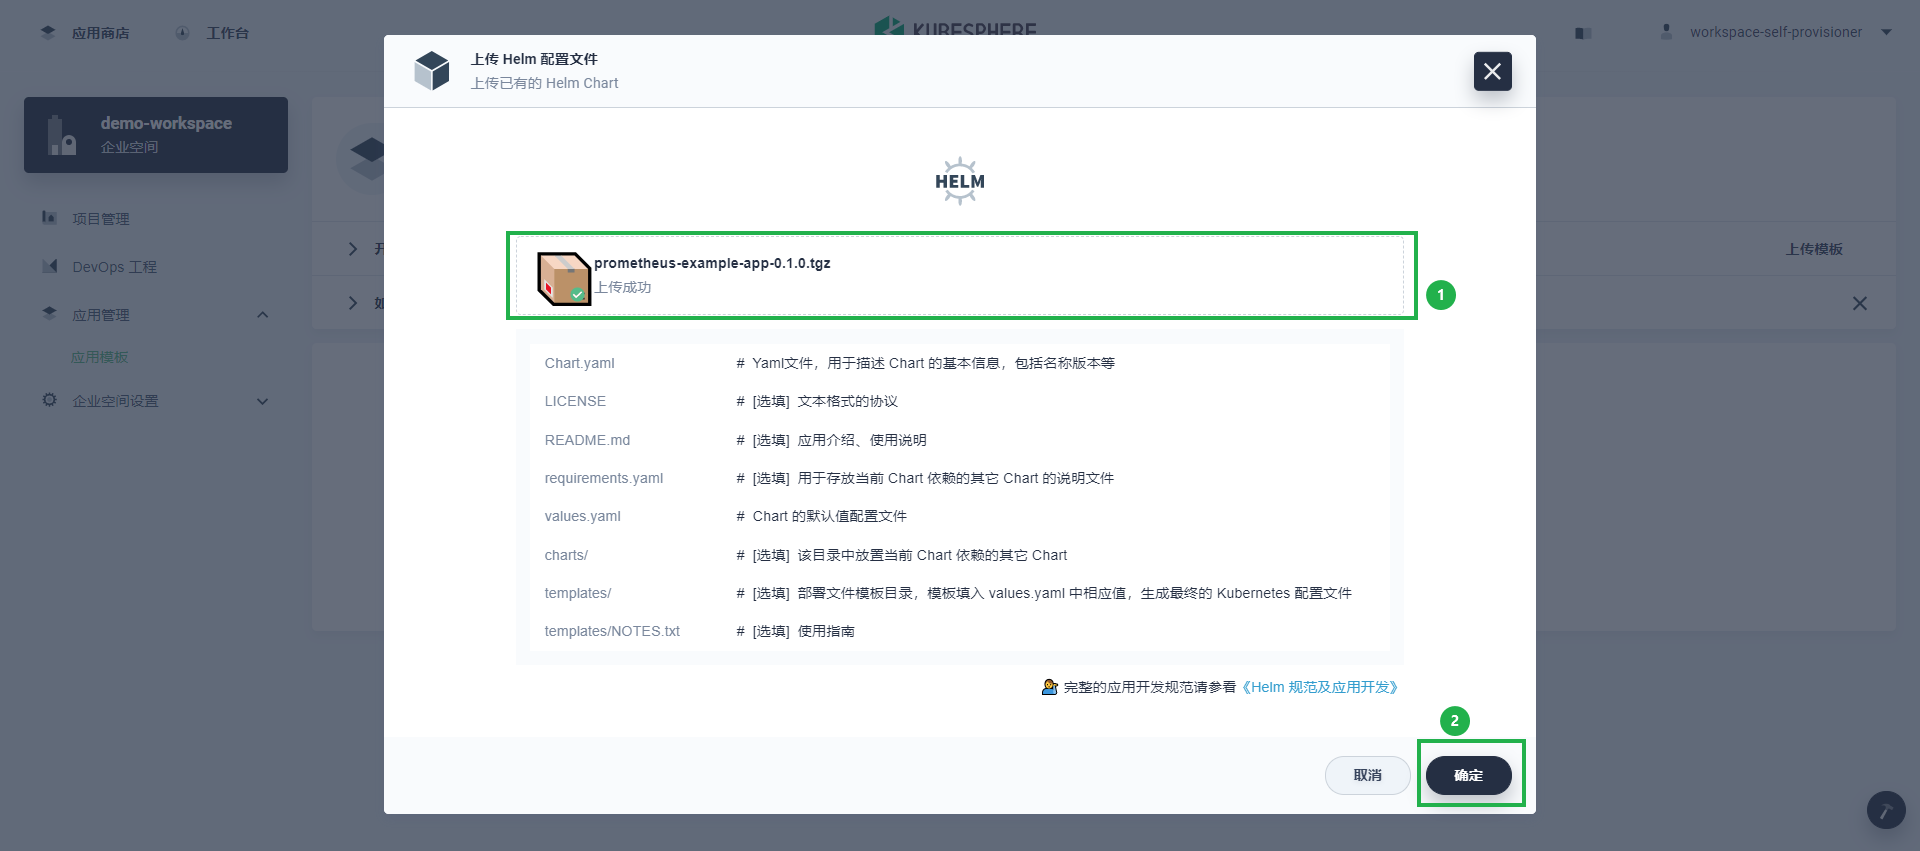 应用商店
工作台
KUBESPHERE
workspace-self-provisioner
demo-workspace
企业空间
项目管理
DevOps 工程
应用管理
应用模板
企业空间设置
上传模板
上传 Helm 配置文件
上传已有的 Helm Chart
HELM
prometheus-example-app-0.1.0.tgz
上传成功
1
Chart.yaml # Yaml文件，用于描述 Chart 的基本信息，包括名称版本等
LICENSE # [选填] 文本格式的协议
README.md # [选填] 应用介绍、使用说明
requirements.yaml # [选填] 用于存放当前 Chart 依赖的其它 Chart 的说明文件
values.yaml # Chart 的默认值配置文件
charts/ # [选填] 该目录中放置当前 Chart 依赖的其它 Chart
templates/ # [选填] 部署文件模板目录，模板填入 values.yaml 中相应值，生成最终的 Kubernetes 配置文件
templates/NOTES.txt # [选填] 使用指南
完整的应用开发规范请参看《Helm 规范及应用开发》
2
取消
确定